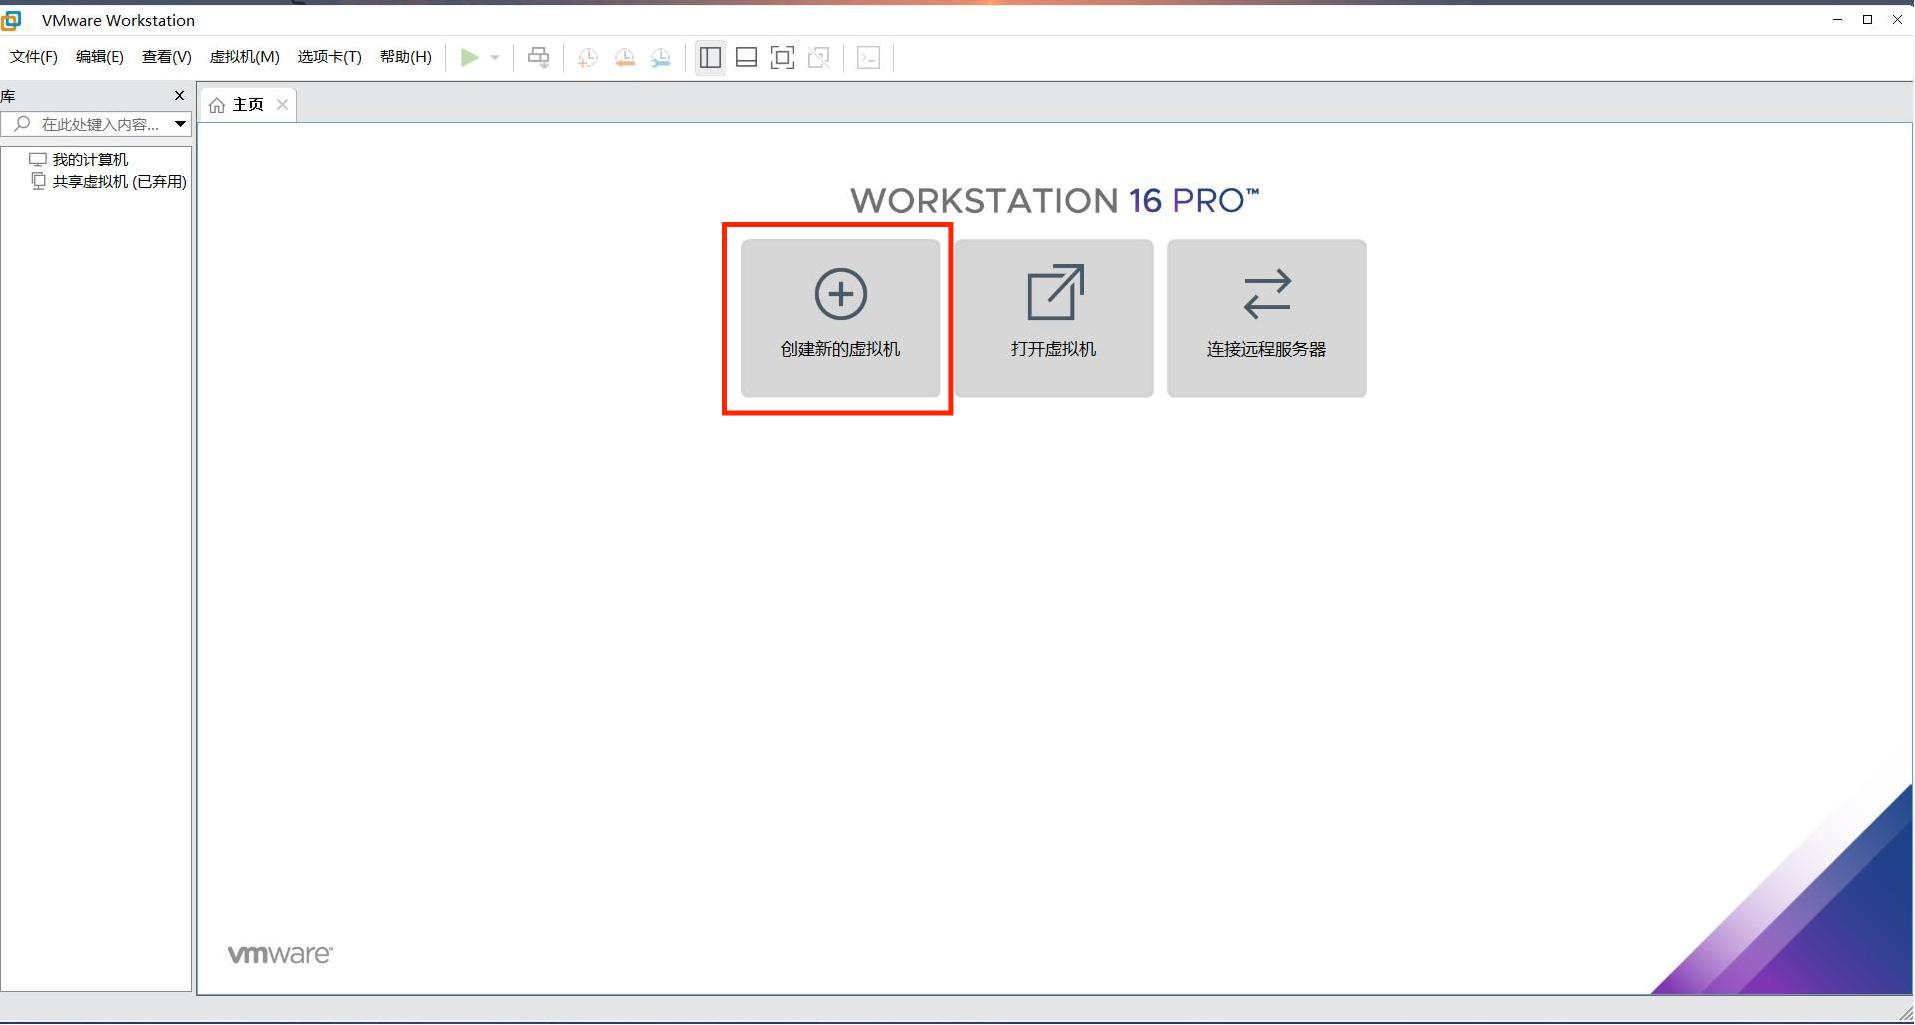 VMware Workstation
文件(F) 编辑(E) 查看(V) 虚拟机(M) 选项卡(T) 帮助(H)
库
在此处键入内容...
我的计算机
共享虚拟机 (已弃用)
主页
WORKSTATION 16 PRO™
创建新的虚拟机
打开虚拟机
连接远程服务器
vmware